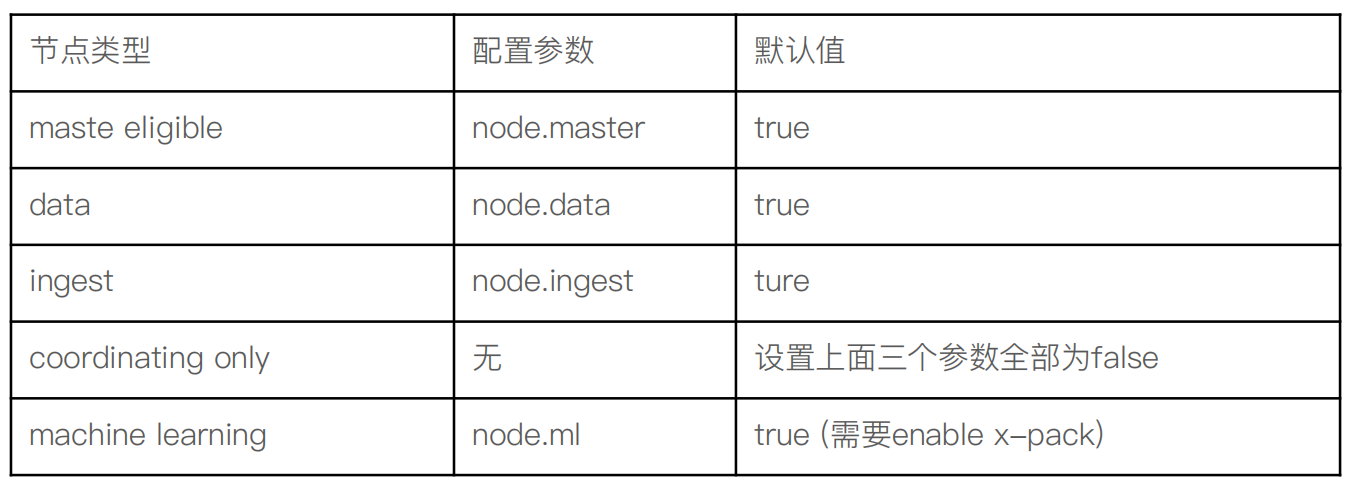 节点类型 配置参数 默认值
maste eligible node.master true
data node.data true
ingest node.ingest ture
coordinating only 无 设置上面三个参数全部为false
machine learning node.ml true (需要enable x-pack)